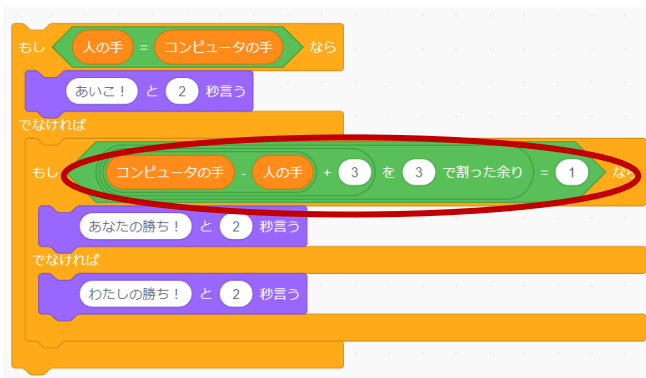 もし 人の手 = コンピュータの手 なら
あいこ! と 2 秒言う
でなければ
もし コンピュータの手 - 人の手 + 3 を 3 で割った余り = 1 なら
あなたの勝ち! と 2 秒言う
でなければ
わたしの勝ち! と 2 秒言う